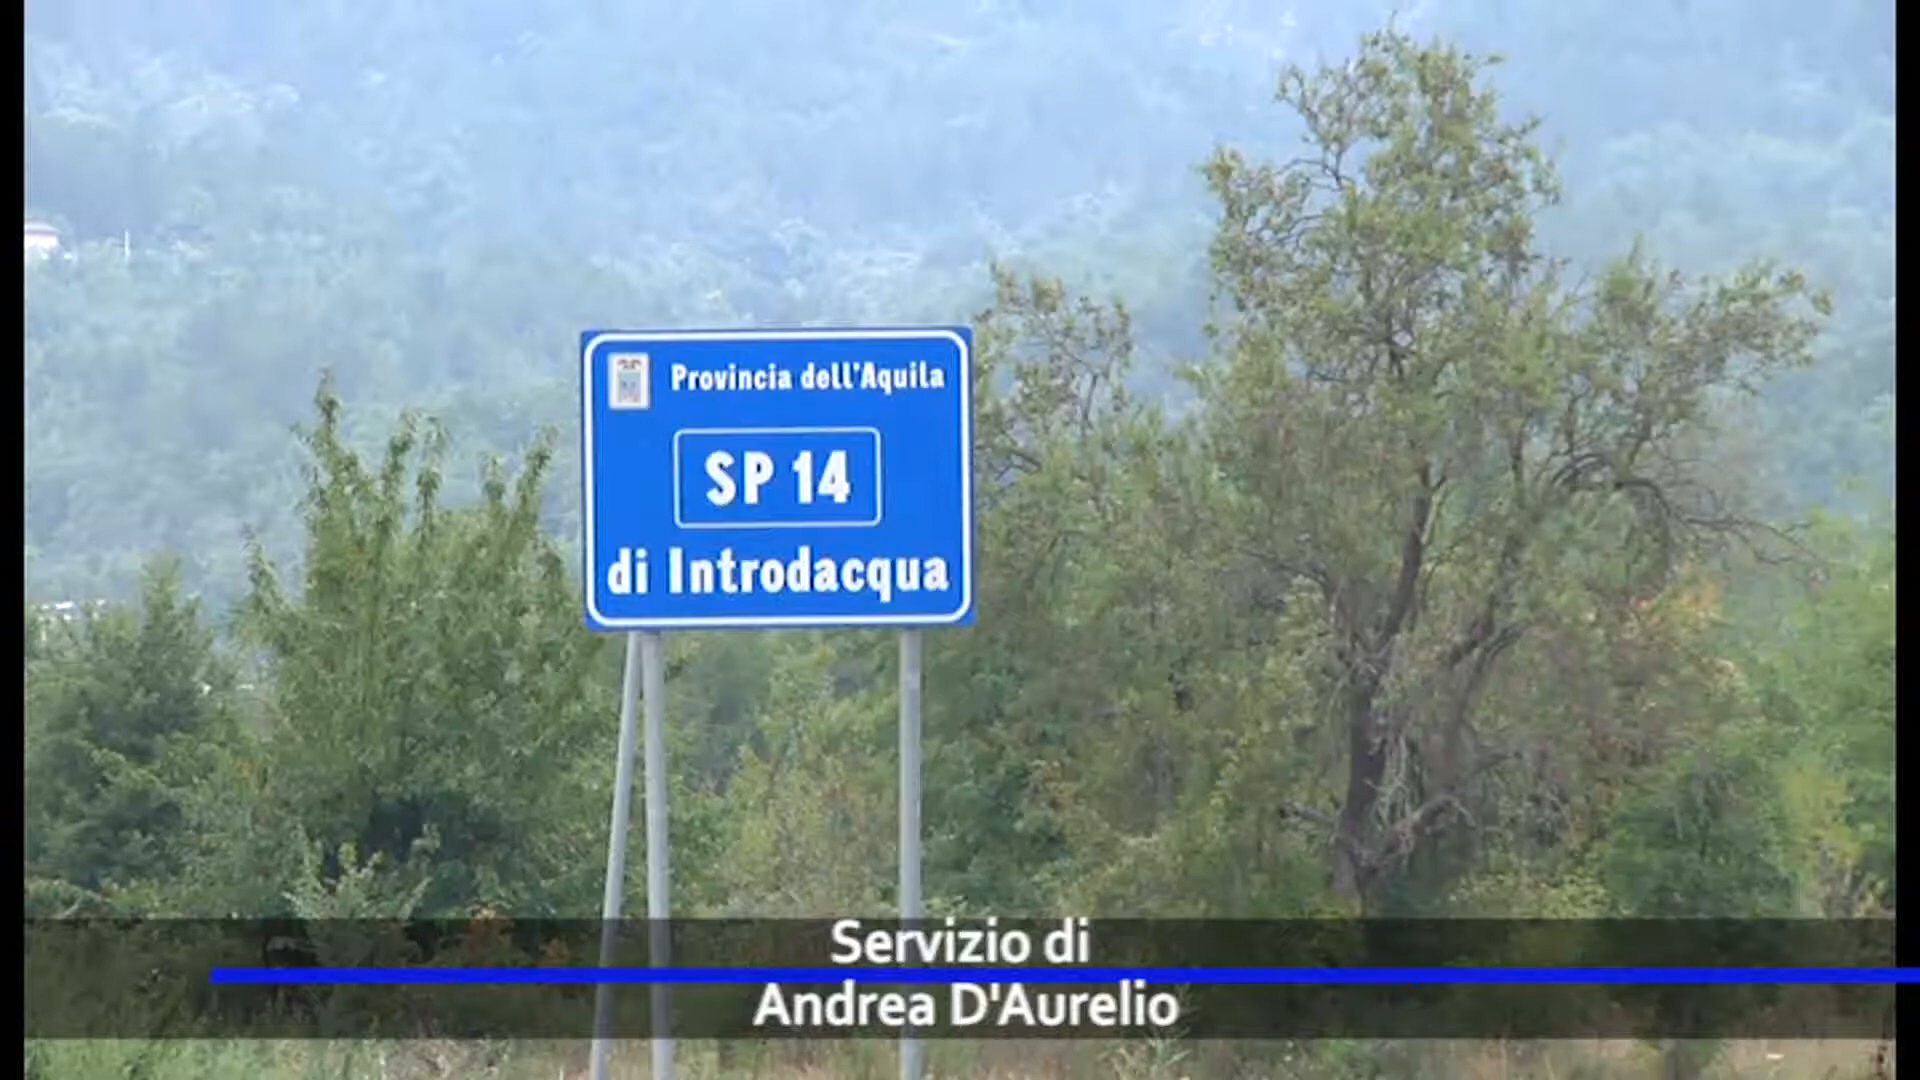 Provincia dell'Aquila
SP 14
di Introdacqua
Servizio di
Andrea D'Aurelio